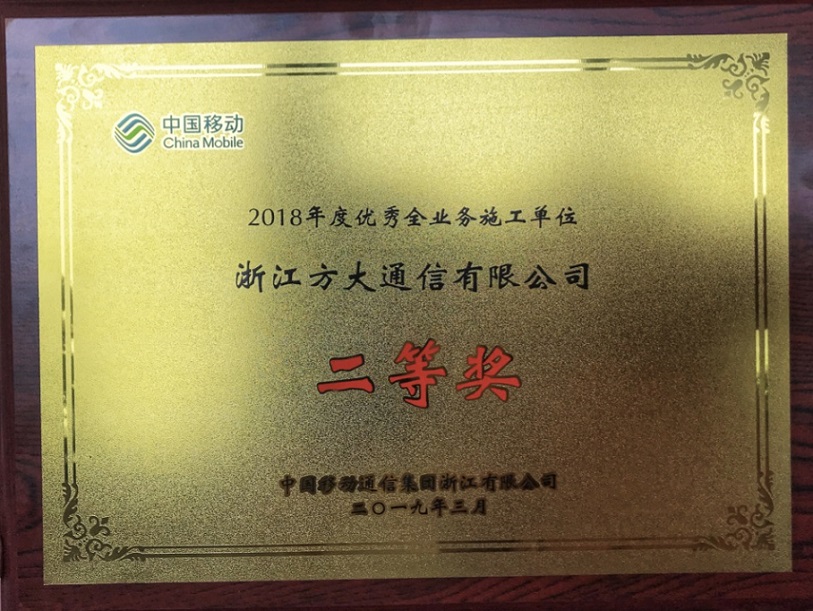 中国移动
China Mobile
2018年度优秀全业务施工单位
浙江方大通信有限公司
二等奖
中国移动通信集团浙江有限公司
二〇一九年三月